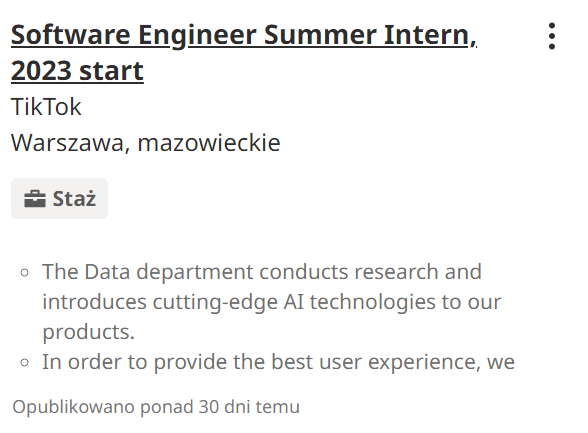 Software Engineer Summer Intern,
2023 start
TikTok
Warszawa, mazowieckie
Staż
The Data department conducts research and
introduces cutting-edge AI technologies to our
products.
In order to provide the best user experience, we
Opublikowano ponad 30 dni temu